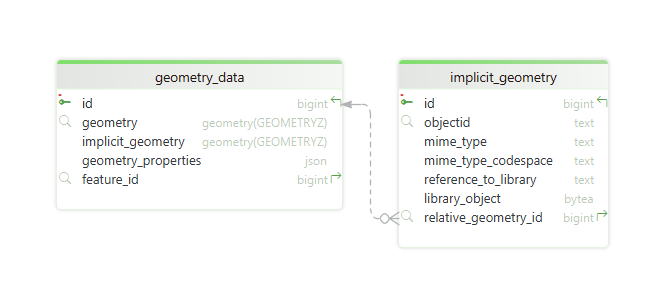 geometry_data
id bigint
geometry geometry(GEOMETRYZ)
implicit_geometry geometry(GEOMETRYZ)
geometry_properties json
feature_id bigint
implicit_geometry
id bigint
objectid text
mime_type text
mime_type_codespace text
reference_to_library text
library_object bytea
relative_geometry_id bigint